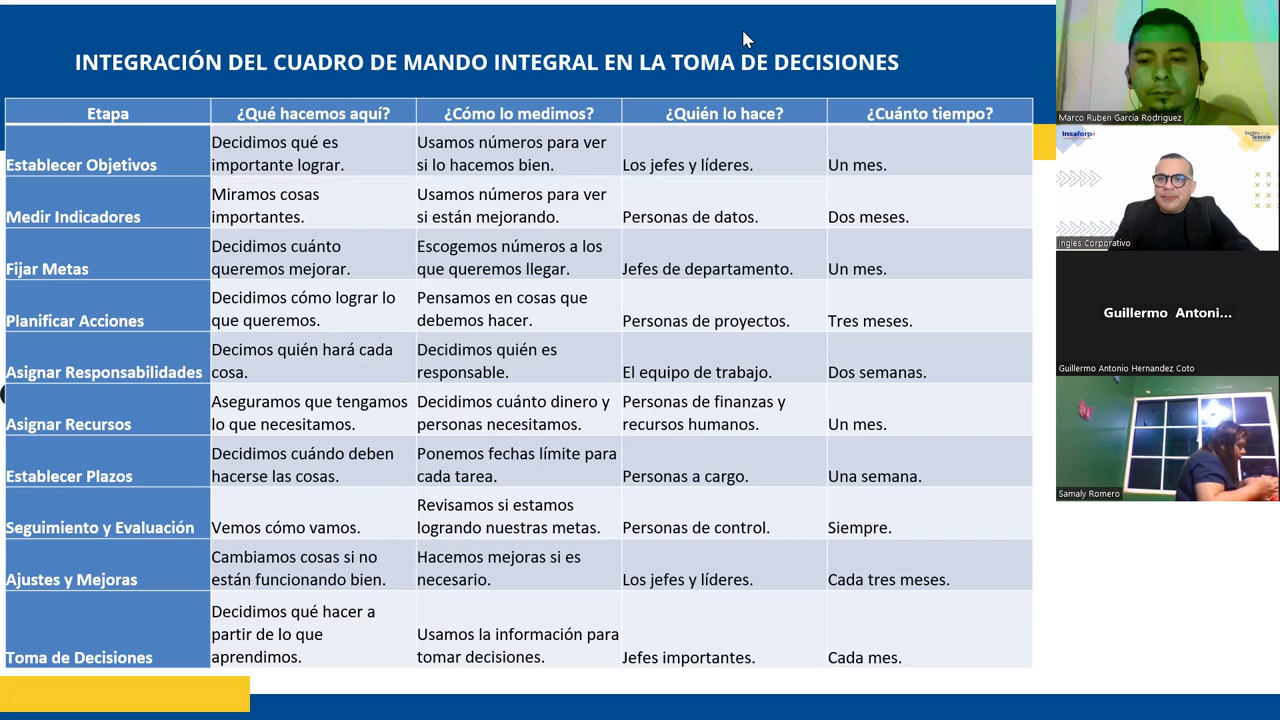 INTEGRACIÓN DEL CUADRO DE MANDO INTEGRAL EN LA TOMA DE DECISIONES
Etapa
¿Qué hacemos aquí?
¿Cómo lo medimos?
¿Quién lo hace?
¿Cuánto tiempo?
Establecer Objetivos
Decidimos qué es
importante lograr.
Usamos números para ver
si lo hacemos bien.
Los jefes y líderes.
Un mes.
Medir Indicadores
Miramos cosas
importantes.
Usamos números para ver
si están mejorando.
Personas de datos.
Dos meses.
Fijar Metas
Decidimos cuánto
queremos mejorar.
Escogemos números a los
que queremos llegar.
Jefes de departamento.
Un mes.
Planificar Acciones
Decidimos cómo lograr lo
que queremos.
Pensamos en cosas que
debemos hacer.
Personas de proyectos.
Tres meses.
Asignar Responsabilidades
Decimos quién hará cada
cosa.
Decidimos quién es
responsable.
El equipo de trabajo.
Dos semanas.
Asignar Recursos
Aseguramos que tengamos
lo que necesitamos.
Decidimos cuánto dinero y
personas necesitamos.
Personas de finanzas y
recursos humanos.
Un mes.
Establecer Plazos
Decidimos cuándo deben
hacerse las cosas.
Ponemos fechas límite para
cada tarea.
Personas a cargo.
Una semana.
Seguimiento y Evaluación
Vemos cómo vamos.
Revisamos si estamos
logrando nuestras metas.
Personas de control.
Siempre.
Ajustes y Mejoras
Cambiamos cosas si no
están funcionando bien.
Hacemos mejoras si es
necesario.
Los jefes y líderes.
Cada tres meses.
Toma de Decisiones
Decidimos qué hacer a
partir de lo que
aprendimos.
Usamos la información para
tomar decisiones.
Jefes importantes.
Cada mes.
Marco Ruben Garcia Rodriguez
Insaforp
Ingles Corporativo
Guillermo Antoni...
Guillermo Antonio Hernandez Coto
Samaly Romero